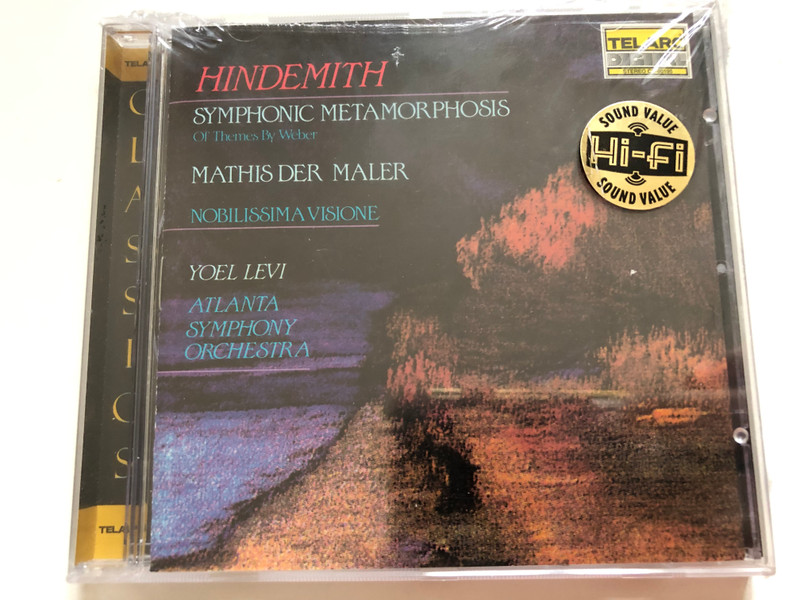 HINDEMITH
SYMPHONIC METAMORPHOSIS
Of Themes By Weber
MATHIS DER MALER
NOBILISSIMA VISIONE
YOEL LEVI
ATLANTA
SYMPHONY
ORCHESTRA
TELARC
DIGITAL
SOUND VALUE
Hi-Fi
SOUND VALUE
CLASSICS